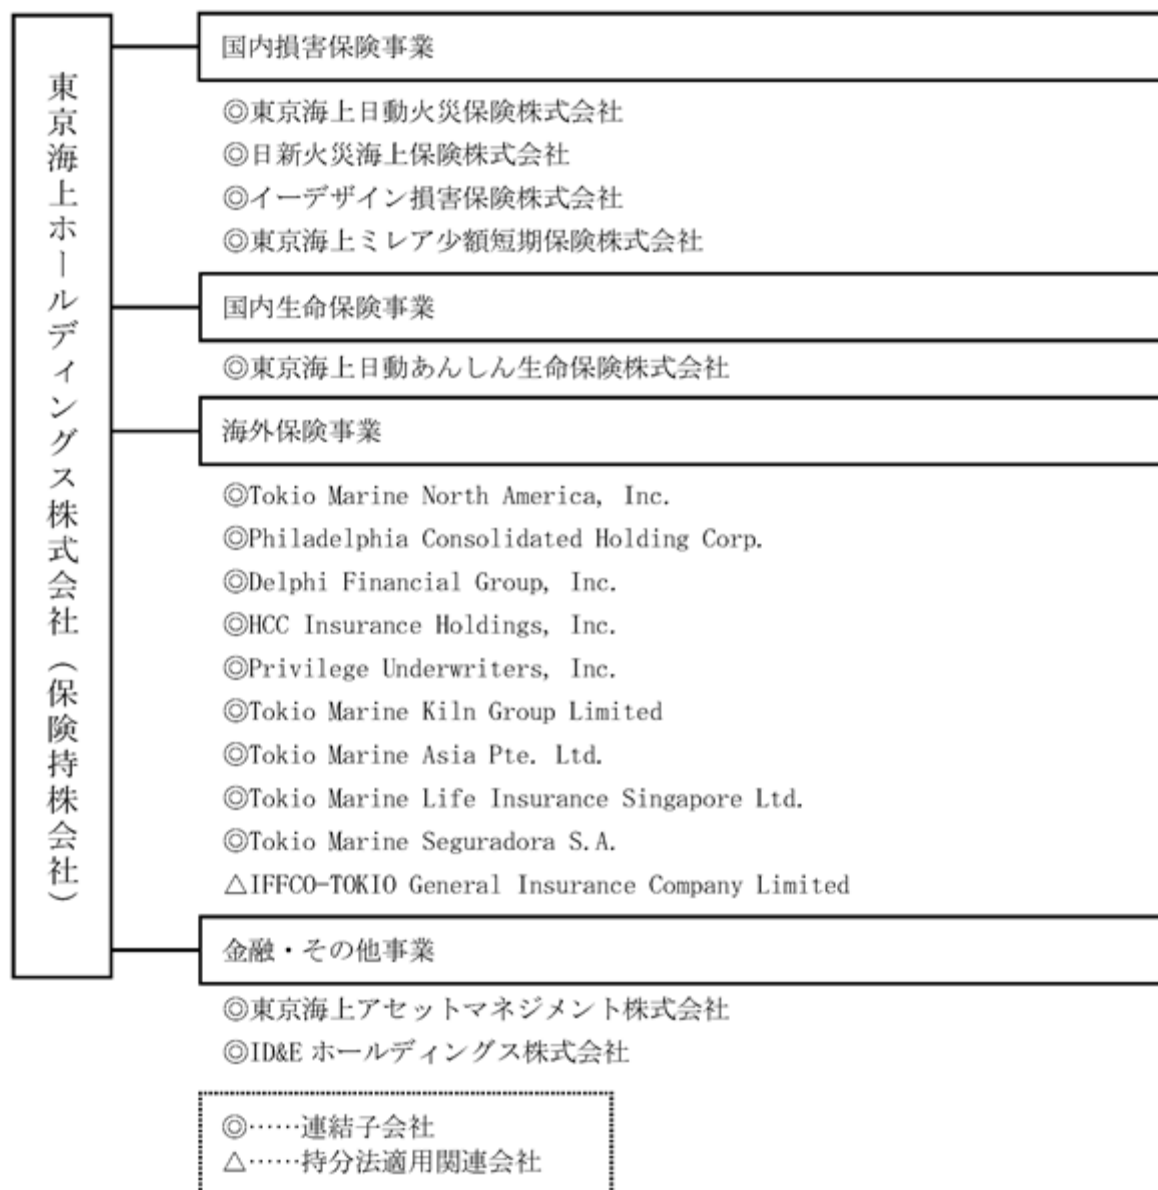 東京海上ホールディングス株式会社（保険持株会社）
国内損害保険事業
◎東京海上日動火災保険株式会社
◎日新火災海上保険株式会社
◎イーデザイン損害保険株式会社
◎東京海上ミレア少額短期保険株式会社
国内生命保険事業
◎東京海上日動あんしん生命保険株式会社
海外保険事業
◎Tokio Marine North America, Inc.
◎Philadelphia Consolidated Holding Corp.
◎Delphi Financial Group, Inc.
◎HCC Insurance Holdings, Inc.
◎Privilege Underwriters, Inc.
◎Tokio Marine Kiln Group Limited
◎Tokio Marine Asia Pte. Ltd.
◎Tokio Marine Life Insurance Singapore Ltd.
◎Tokio Marine Seguradora S.A.
△IFFCO-TOKIO General Insurance Company Limited
金融・その他事業
◎東京海上アセットマネジメント株式会社
◎ID&E ホールディングス株式会社
◎……連結子会社
△……持分法適用関連会社